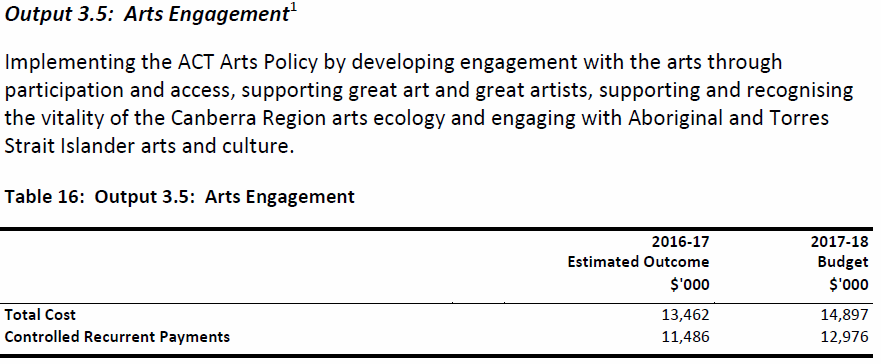 Output 3.5:  Arts Engagement¹
Implementing the ACT Arts Policy by developing engagement with the arts through
participation and access, supporting great art and great artists, supporting and recognising
the vitality of the Canberra Region arts ecology and engaging with Aboriginal and Torres
Strait Islander arts and culture.
Table 16:  Output 3.5:  Arts Engagement
2016-17 2017-18
Estimated Outcome Budget
$'000 $'000
Total Cost 13,462 14,897
Controlled Recurrent Payments 11,486 12,976